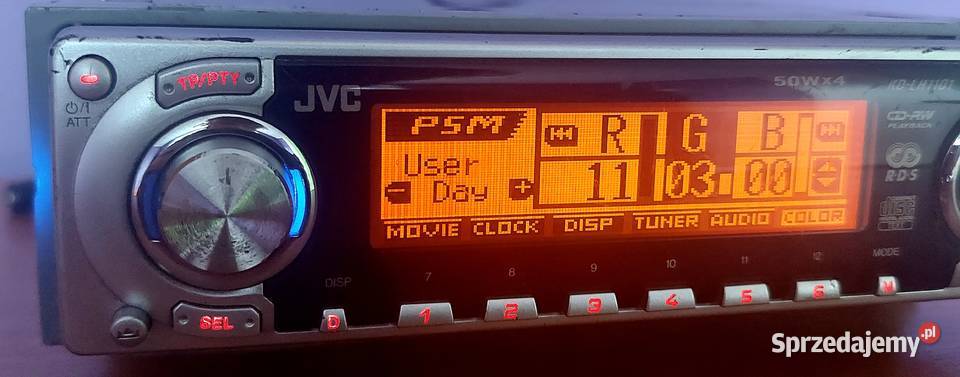 TP/PTY
JVC
50WX4
KD-LH1101
⏻/I
ATT
PSM
R G B
11 03 00
User
- Day +
MOVIE CLOCK DISP TUNER AUDIO COLOR
CD-RW
PLAYBACK
R·D·S
disc
TEXT
MODE
DISP 7 8 9 10 11 12
D 1 2 3 4 5 6 M
SEL
Sprzedajemy.pl